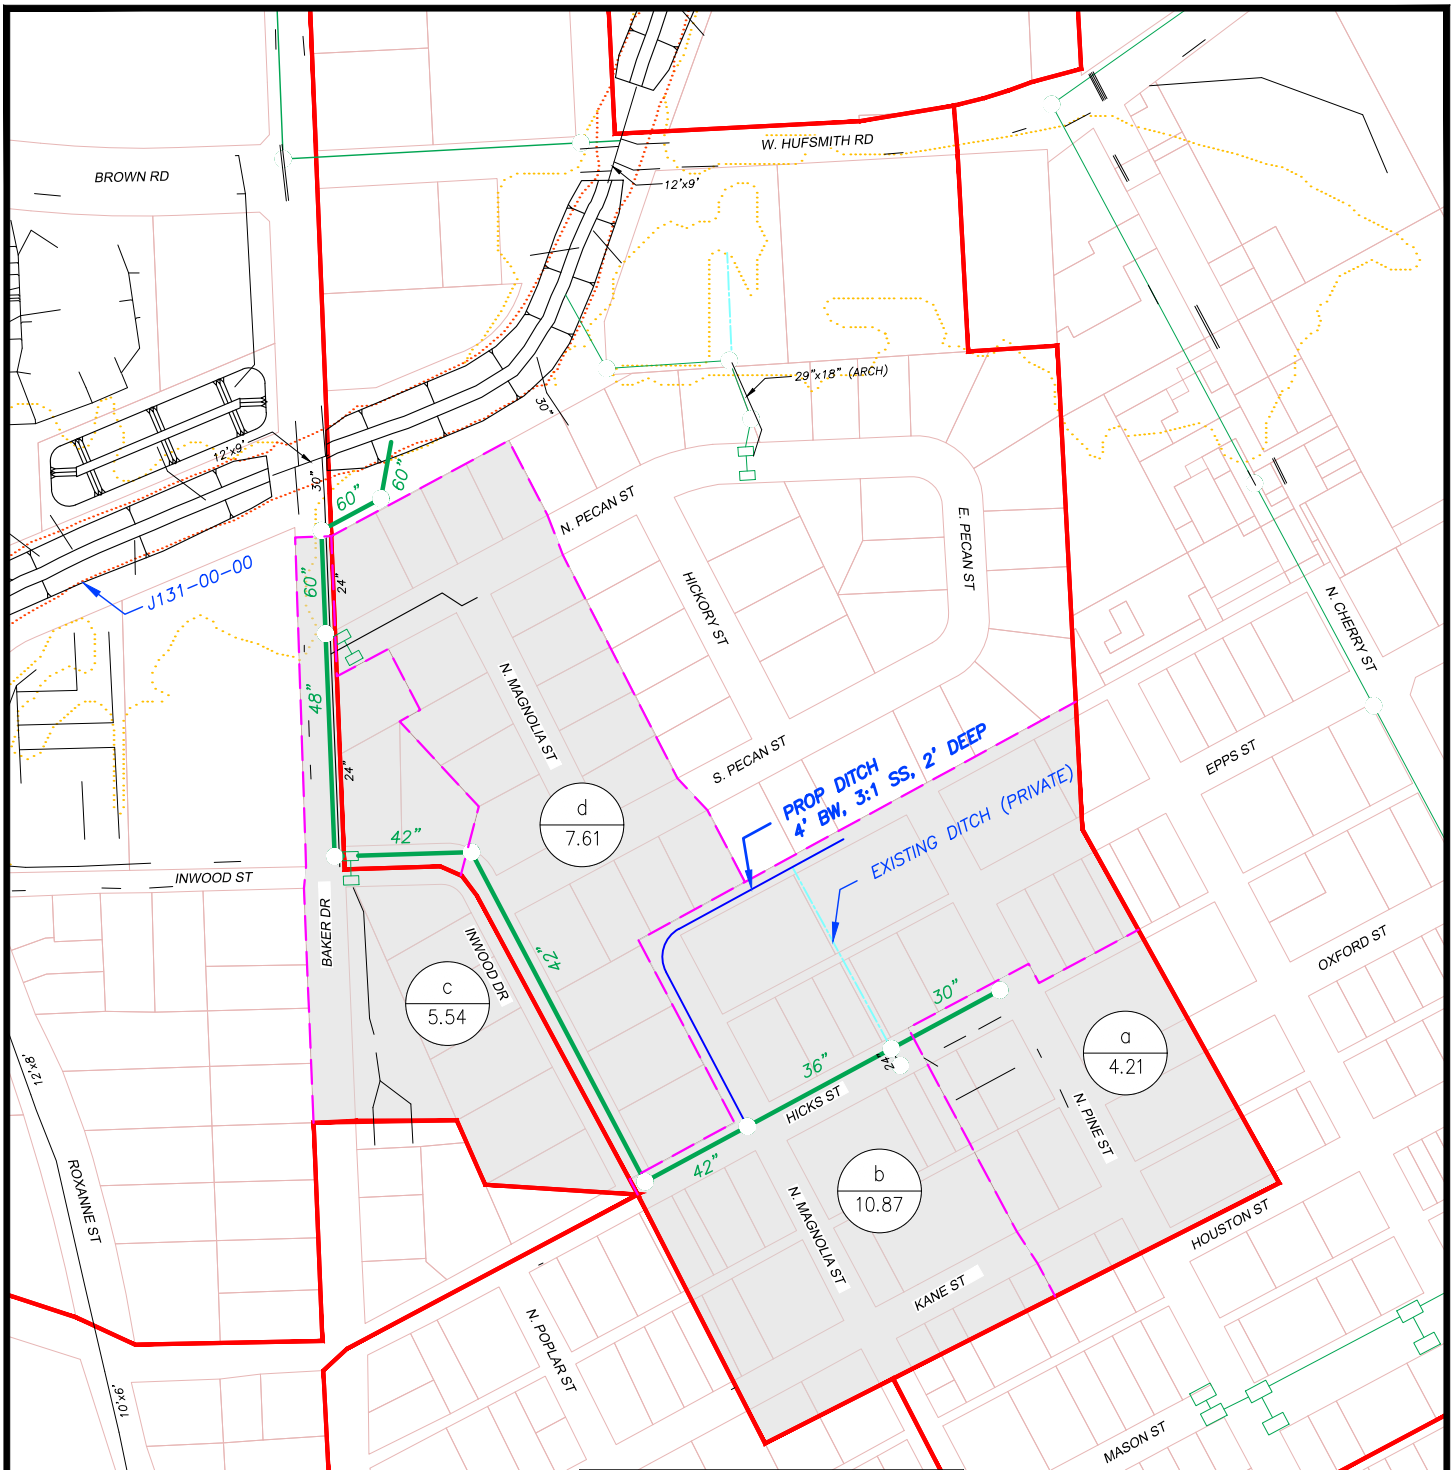 W. HUFSMITH RD
BROWN RD
12'x9'
29"x18" (ARCH)
30"
12'x9'
30"
60"
60"
N. PECAN ST
E. PECAN ST
J131-00-00
60"
24"
HICKORY ST
N. CHERRY ST
48"
N. MAGNOLIA ST
24"
S. PECAN ST
EPPS ST
PROP DITCH
4' BW, 3:1 SS, 2' DEEP
EXISTING DITCH (PRIVATE)
d
7.61
42"
INWOOD ST
BAKER DR
INWOOD DR
42"
OXFORD ST
c
5.54
30"
a
4.21
36"
24"
HICKS ST
12'x8'
N. PINE ST
42"
b
10.87
ROXANNE ST
N. MAGNOLIA ST
HOUSTON ST
KANE ST
N. POPLAR ST
10'x6'
MASON ST